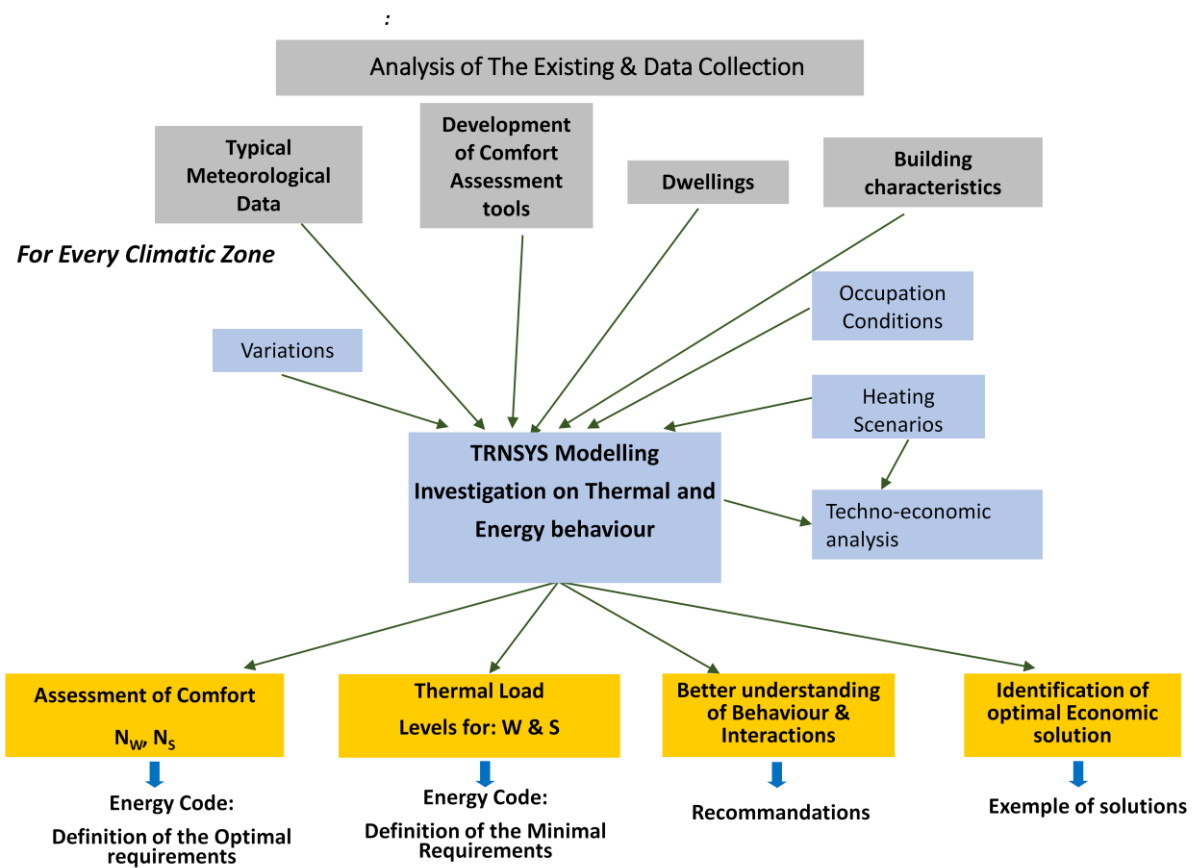 :
Analysis of The Existing & Data Collection
Typical
Meteorological
Data
Development
of Comfort
Assessment
tools
Dwellings
Building
characteristics
For Every Climatic Zone
Occupation
Conditions
Variations
Heating
Scenarios
TRNSYS Modelling
Investigation on Thermal and
Energy behaviour
Techno-economic
analysis
Assessment of Comfort
N_W, N_S
Thermal Load
Levels for: W & S
Better understanding
of Behaviour &
Interactions
Identification of
optimal Economic
solution
Energy Code:
Definition of the Optimal
requirements
Energy Code:
Definition of the Minimal
Requirements
Recommandations
Exemple of solutions